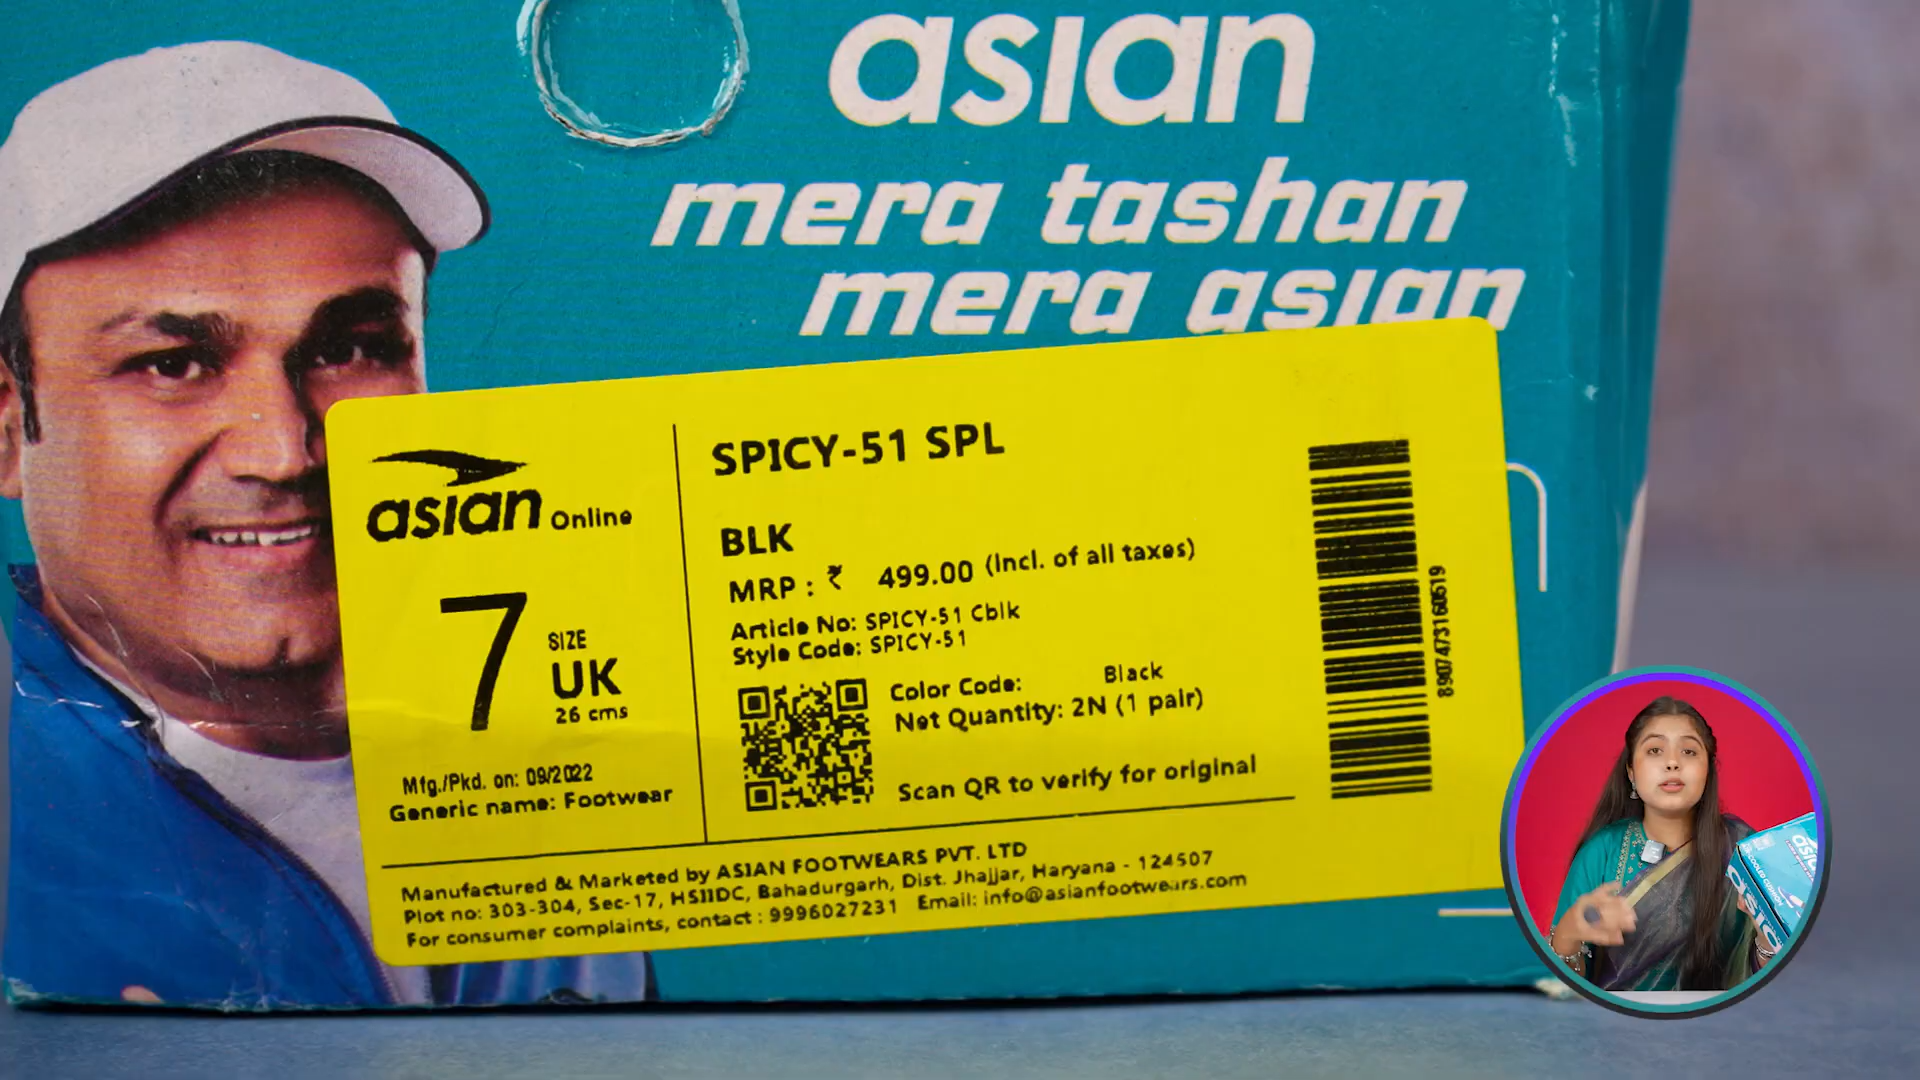 asian
mera tashan
mera asian
asian Online
7 SIZE
UK
26 cms
Mfg./Pkd. on: 09/2022
Generic name: Footwear
SPICY-51 SPL
BLK
MRP : ₹ 499.00 (Incl. of all taxes)
Article No: SPICY-51 Cblk
Style Code: SPICY-51
Color Code: Black
Net Quantity: 2N (1 pair)
Scan QR to verify for original
8907473160519
Manufactured & Marketed by ASIAN FOOTWEARS PVT. LTD
Plot no: 303-304, Sec-17, HSIIDC, Bahadurgarh, Dist. Jhajjar, Haryana - 124507
For consumer complaints, contact : 9996027231 Email: info@asianfootwears.com